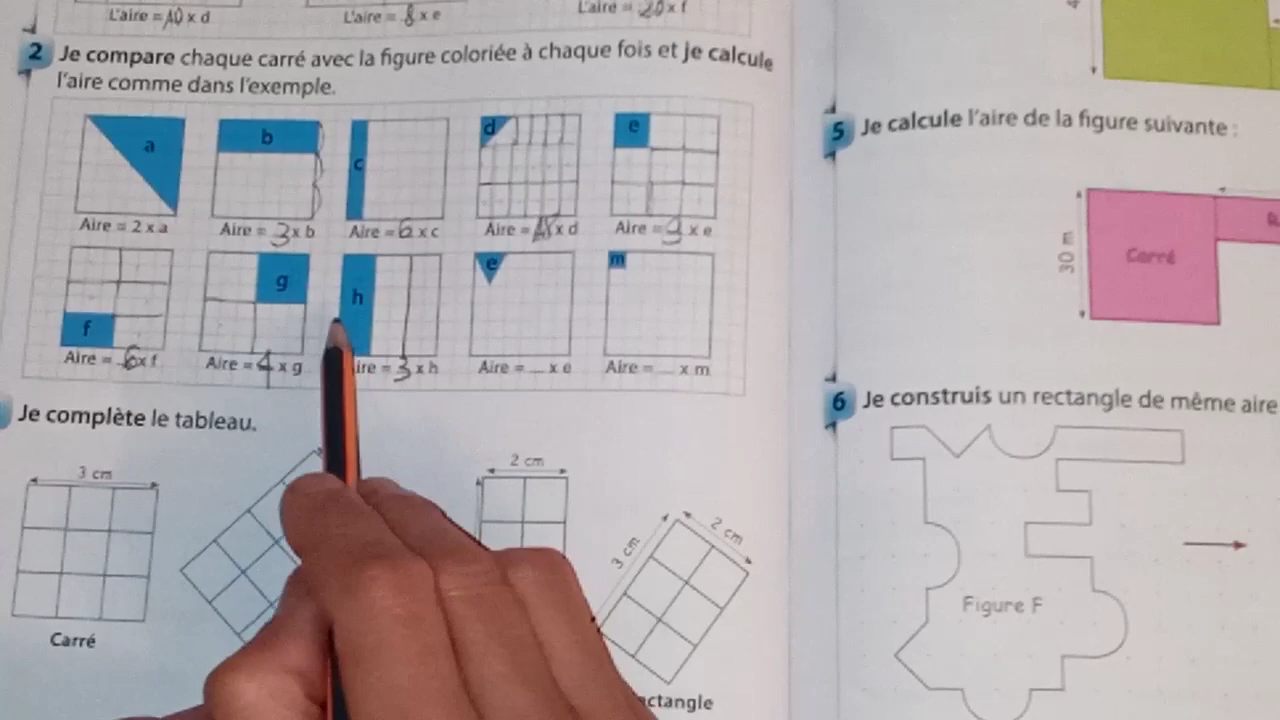 L'aire = 10 x d
L'aire = 8 x e
L'aire = 20 x f
2 Je compare chaque carré avec la figure coloriée à chaque fois et je calcule
l'aire comme dans l'exemple.
a
b
c
d
e
Aire = 2 x a
Aire = 3 x b
Aire = 6 x c
Aire = 18 x d
Aire = 9 x e
f
g
h
e
m
Aire = 6 x f
Aire = 4 x g
ire = 3 x h
Aire = ... x e
Aire = ... x m
Je complète le tableau.
3 cm
2 cm
3 cm
2 cm
Carré
ctangle
5 Je calcule l'aire de la figure suivante :
30 m
Carré
6 Je construis un rectangle de même aire
Figure F